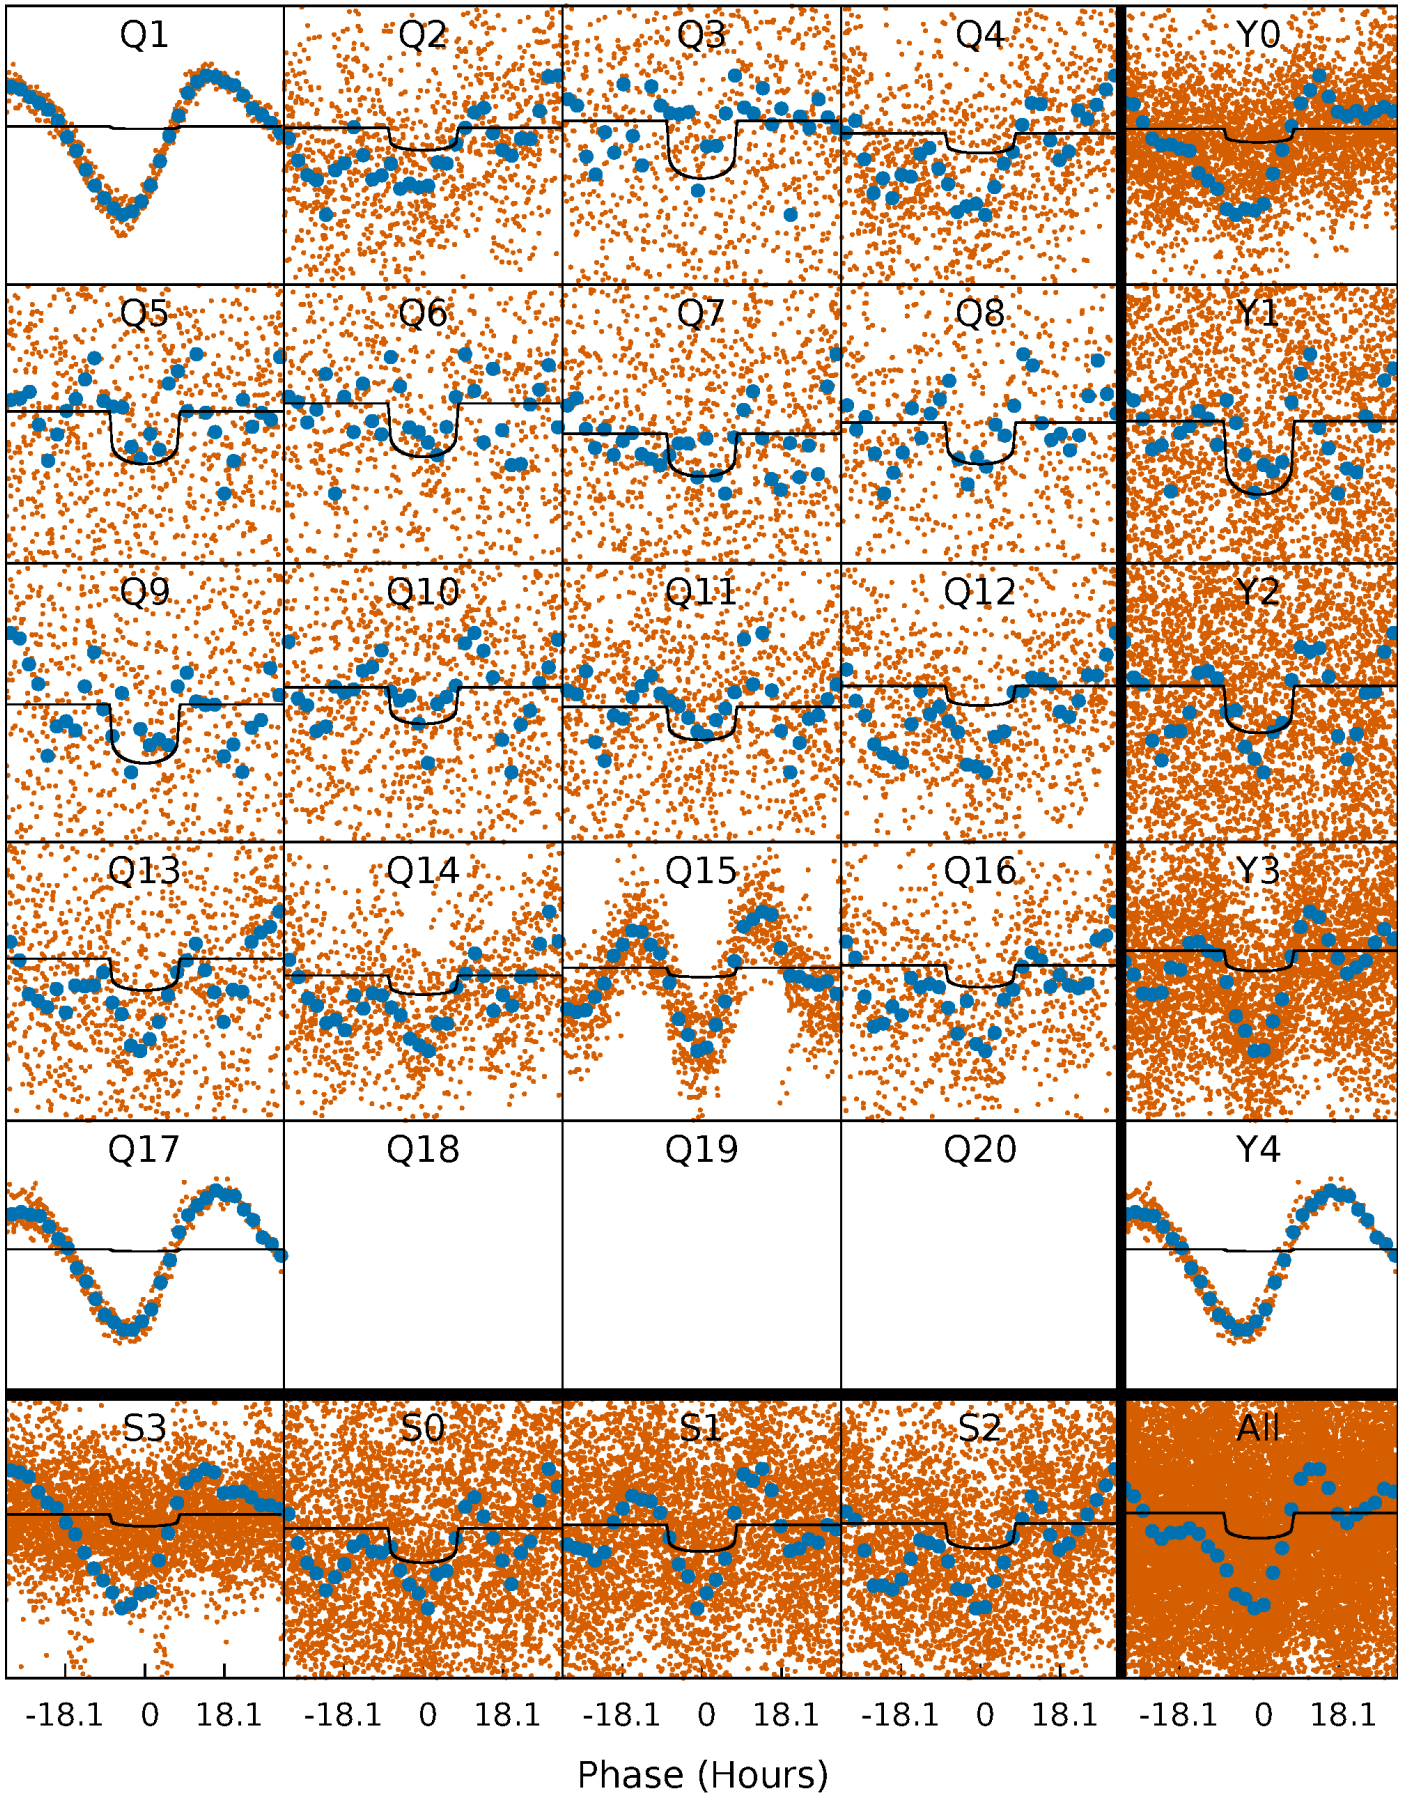 Q1 Q2 Q3 Q4 Y0
Q5 Q6 Q7 Q8 Y1
Q9 Q10 Q11 Q12 Y2
Q13 Q14 Q15 Q16 Y3
Q17 Q18 Q19 Q20 Y4
S3 S0 S1 S2 All
-18.1 0 18.1 -18.1 0 18.1 -18.1 0 18.1 -18.1 0 18.1 -18.1 0 18.1
Phase (Hours)